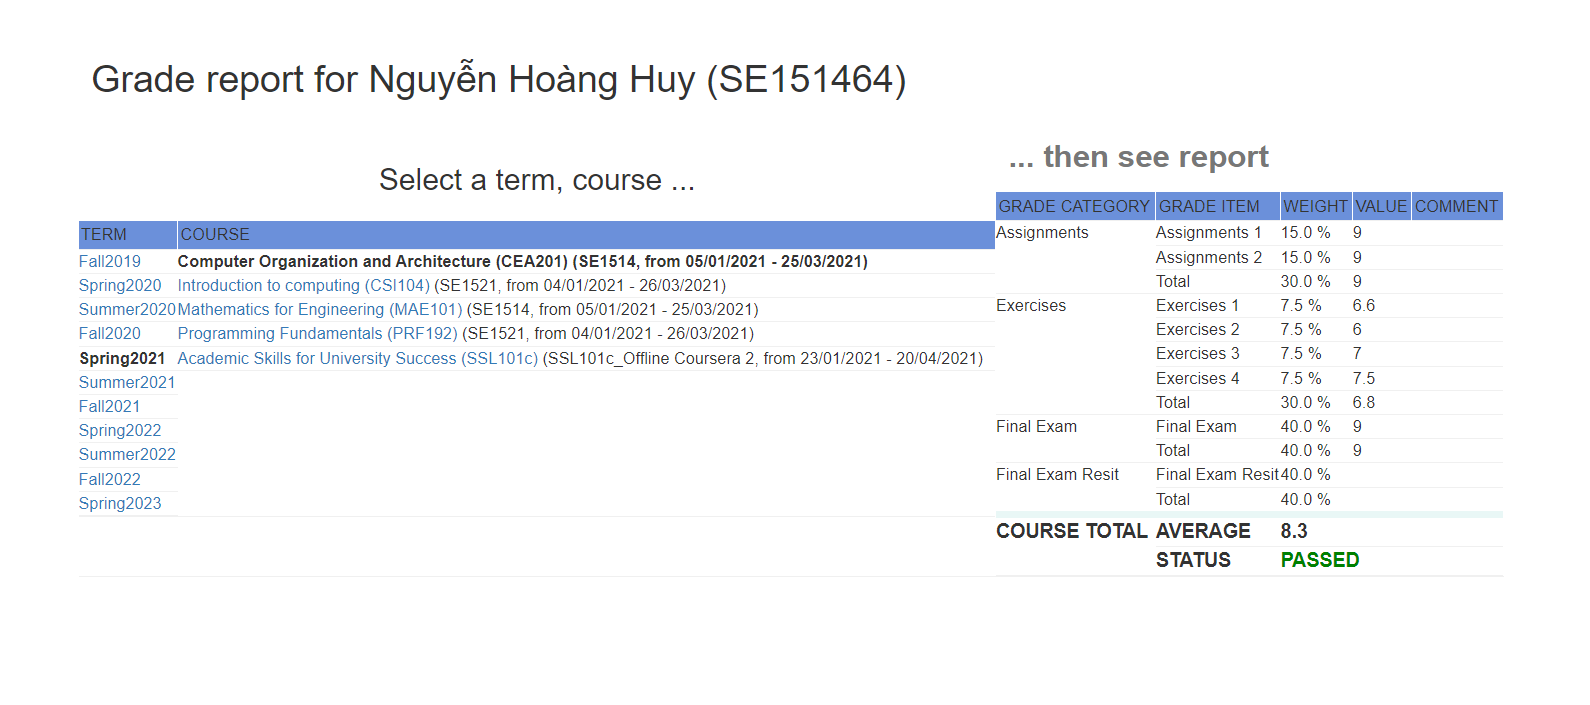 Grade report for Nguyễn Hoàng Huy (SE151464)
Select a term, course ...
TERM COURSE
Fall2019 Computer Organization and Architecture (CEA201) (SE1514, from 05/01/2021 - 25/03/2021)
Spring2020 Introduction to computing (CSI104) (SE1521, from 04/01/2021 - 26/03/2021)
Summer2020 Mathematics for Engineering (MAE101) (SE1514, from 05/01/2021 - 25/03/2021)
Fall2020 Programming Fundamentals (PRF192) (SE1521, from 04/01/2021 - 26/03/2021)
Spring2021 Academic Skills for University Success (SSL101c) (SSL101c_Offline Coursera 2, from 23/01/2021 - 20/04/2021)
Summer2021
Fall2021
Spring2022
Summer2022
Fall2022
Spring2023
... then see report
GRADE CATEGORY GRADE ITEM WEIGHT VALUE COMMENT
Assignments Assignments 1 15.0 % 9
Assignments 2 15.0 % 9
Total 30.0 % 9
Exercises Exercises 1 7.5 % 6.6
Exercises 2 7.5 % 6
Exercises 3 7.5 % 7
Exercises 4 7.5 % 7.5
Total 30.0 % 6.8
Final Exam Final Exam 40.0 % 9
Total 40.0 % 9
Final Exam Resit Final Exam Resit 40.0 %
Total 40.0 %
COURSE TOTAL AVERAGE 8.3
STATUS PASSED